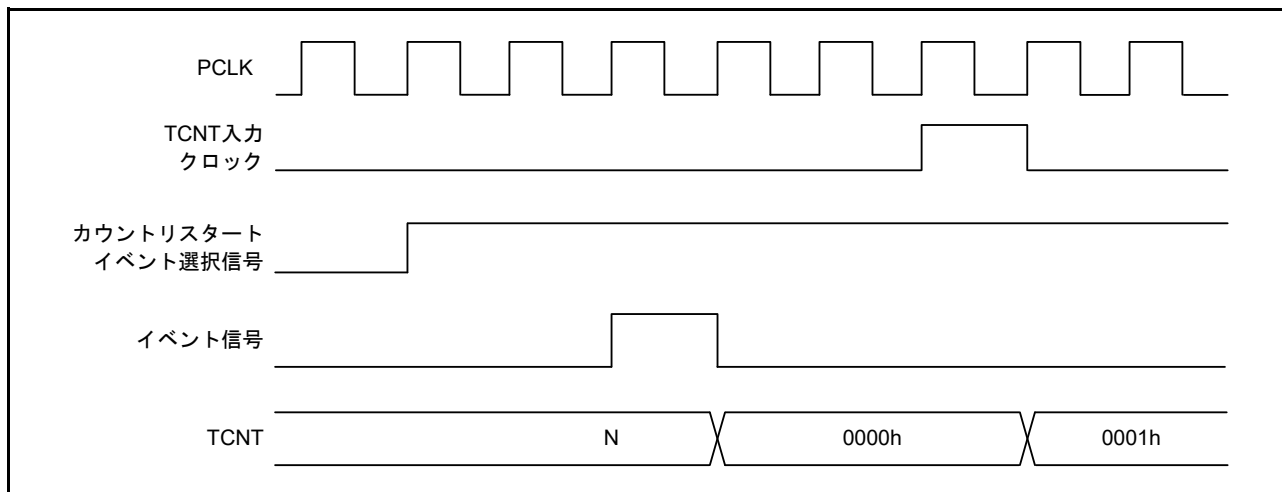 PCLK
TCNT入力
クロック
カウントリスタート
イベント選択信号
イベント信号
TCNT
N
0000h
0001h